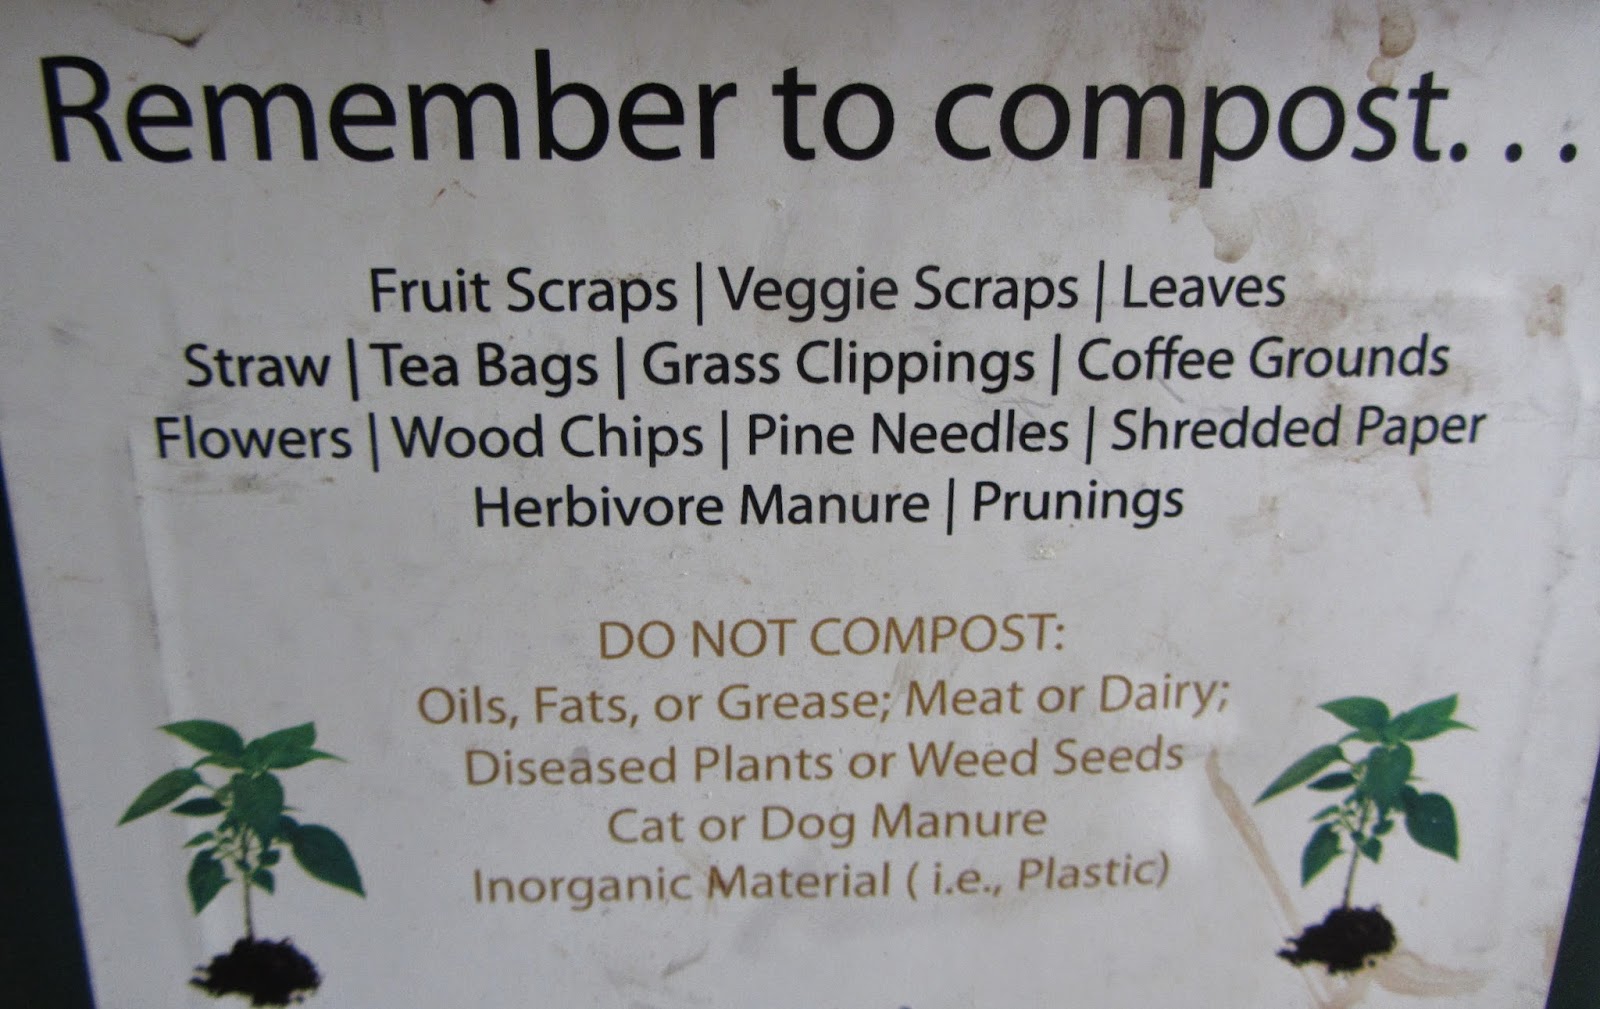 Remember to compost. . .
Fruit Scraps | Veggie Scraps | Leaves
Straw | Tea Bags | Grass Clippings | Coffee Grounds
Flowers | Wood Chips | Pine Needles | Shredded Paper
Herbivore Manure | Prunings
DO NOT COMPOST:
Oils, Fats, or Grease; Meat or Dairy;
Diseased Plants or Weed Seeds
Cat or Dog Manure
Inorganic Material ( i.e., Plastic)